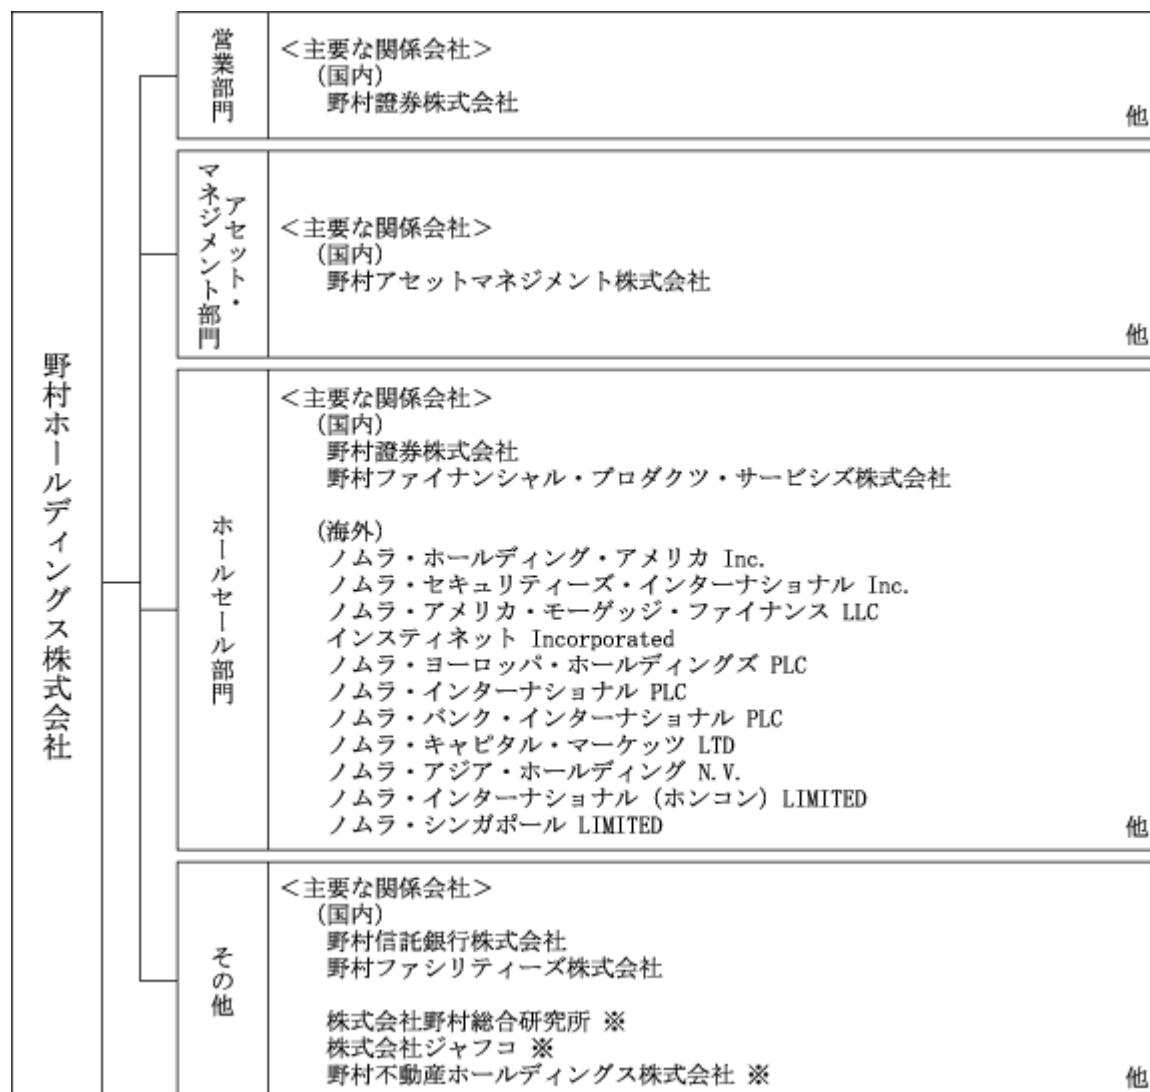 野村ホールディングス株式会社
営業部門
＜主要な関係会社＞
(国内)
野村證券株式会社
他
アセット・
マネジメント部門
＜主要な関係会社＞
(国内)
野村アセットマネジメント株式会社
他
ホールセール部門
＜主要な関係会社＞
(国内)
野村證券株式会社
野村ファイナンシャル・プロダクツ・サービシズ株式会社
(海外)
ノムラ・ホールディング・アメリカ Inc.
ノムラ・セキュリティーズ・インターナショナル Inc.
ノムラ・アメリカ・モーゲッジ・ファイナンス LLC
インスティネット Incorporated
ノムラ・ヨーロッパ・ホールディングズ PLC
ノムラ・インターナショナル PLC
ノムラ・バンク・インターナショナル PLC
ノムラ・キャピタル・マーケッツ LTD
ノムラ・アジア・ホールディング N.V.
ノムラ・インターナショナル (ホンコン) LIMITED
ノムラ・シンガポール LIMITED
他
その他
＜主要な関係会社＞
(国内)
野村信託銀行株式会社
野村ファシリティーズ株式会社
株式会社野村総合研究所 ※
株式会社ジャフコ ※
野村不動産ホールディングス株式会社 ※
他